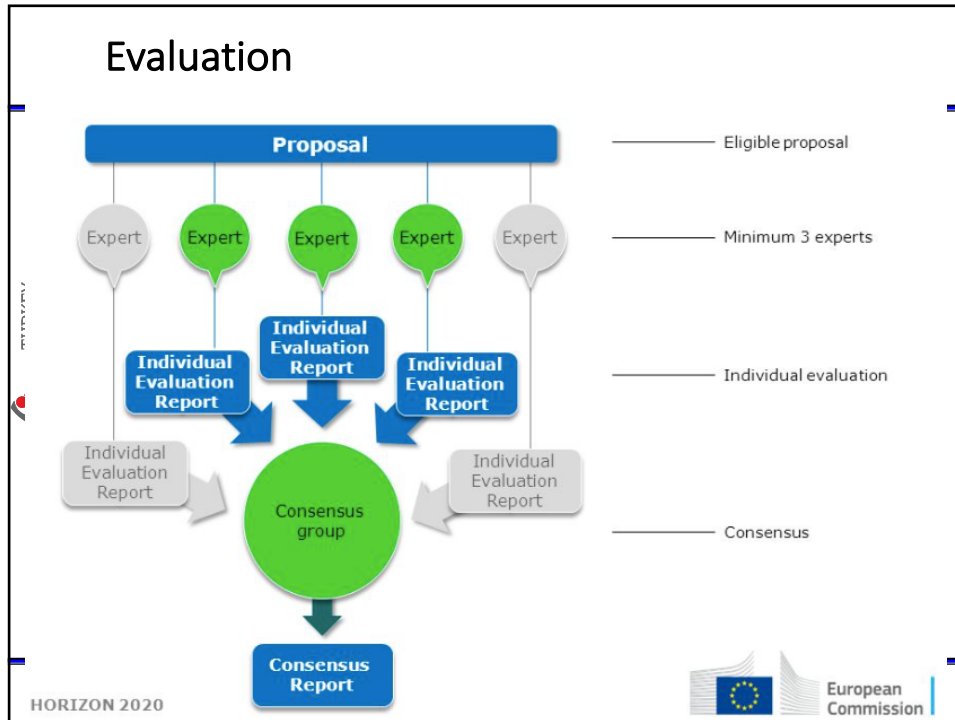 Evaluation
Proposal
Eligible proposal
Expert
Expert
Expert
Expert
Expert
Minimum 3 experts
Individual
Evaluation
Report
Individual
Evaluation
Report
Individual
Evaluation
Report
Individual evaluation
Individual
Evaluation
Report
Individual
Evaluation
Report
Consensus
group
Consensus
Consensus
Report
HORIZON 2020
European
Commission